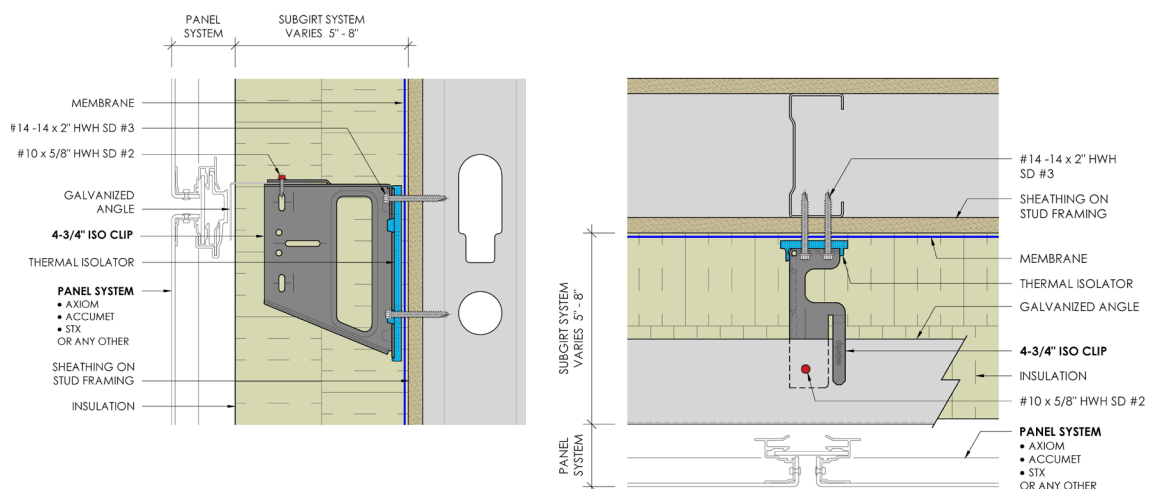 PANEL
SYSTEM
SUBGIRT SYSTEM
VARIES 5" - 8"
MEMBRANE
#14 -14 x 2" HWH SD #3
#10 x 5/8" HWH SD #2
GALVANIZED
ANGLE
4-3/4" ISO CLIP
THERMAL ISOLATOR
PANEL SYSTEM
• AXIOM
• ACCUMET
• STX
OR ANY OTHER
SHEATHING ON
STUD FRAMING
INSULATION
SUBGIRT SYSTEM
VARIES 5" - 8"
PANEL
SYSTEM
#14 -14 x 2" HWH
SD #3
SHEATHING ON
STUD FRAMING
MEMBRANE
THERMAL ISOLATOR
GALVANIZED ANGLE
4-3/4" ISO CLIP
INSULATION
#10 x 5/8" HWH SD #2
PANEL SYSTEM
• AXIOM
• ACCUMET
• STX
OR ANY OTHER